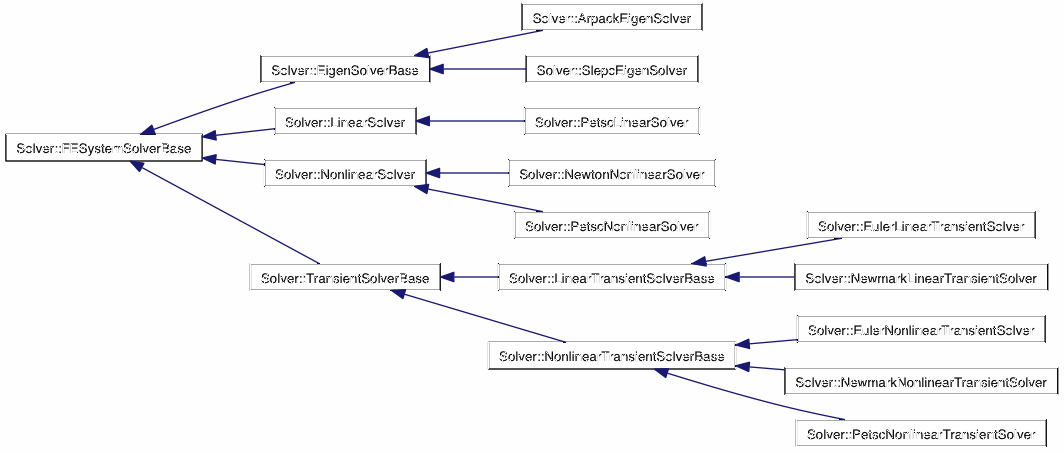 Solver::ArpackEigenSolver
Solver::EigenSolverBase
Solver::SlepcEigenSolver
Solver::LinearSolver
Solver::PetscLinearSolver
Solver::FESystemSolverBase
Solver::NonlinearSolver
Solver::NewtonNonlinearSolver
Solver::PetscNonlinearSolver
Solver::EulerLinearTransientSolver
Solver::TransientSolverBase
Solver::LinearTransientSolverBase
Solver::NewmarkLinearTransientSolver
Solver::EulerNonlinearTransientSolver
Solver::NonlinearTransientSolverBase
Solver::NewmarkNonlinearTransientSolver
Solver::PetscNonlinearTransientSolver